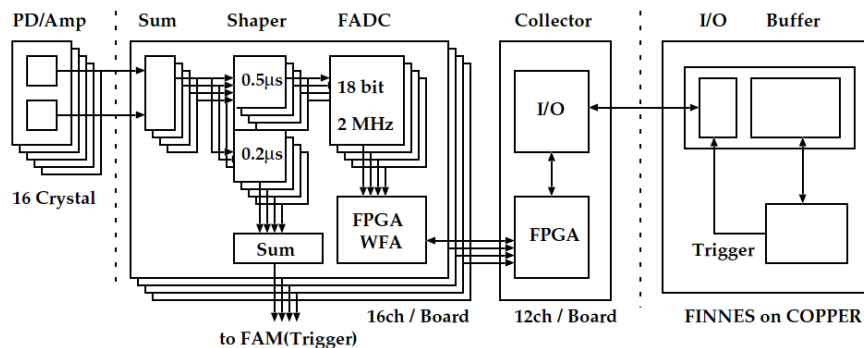 PD/Amp Sum Shaper FADC Collector I/O Buffer
0.5µs
18 bit
2 MHz
I/O
0.2µs
16 Crystal
FPGA
WFA
FPGA
Sum
Trigger
16ch / Board
12ch / Board
FINNES on COPPER
to FAM(Trigger)